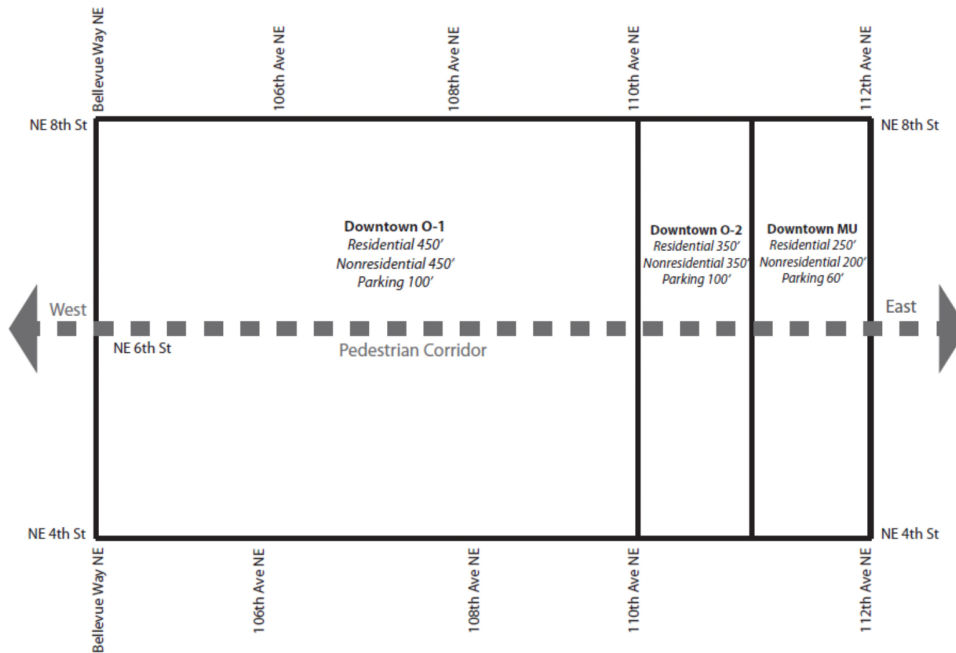 Bellevue Way NE
106th Ave NE
108th Ave NE
110th Ave NE
112th Ave NE
NE 8th St
NE 8th St
Downtown O-1
Residential 450'
Nonresidential 450'
Parking 100'
Downtown O-2
Residential 350'
Nonresidential 350'
Parking 100'
Downtown MU
Residential 250'
Nonresidential 200'
Parking 60'
West
East
NE 6th St
Pedestrian Corridor
NE 4th St
NE 4th St
Bellevue Way NE
106th Ave NE
108th Ave NE
110th Ave NE
112th Ave NE